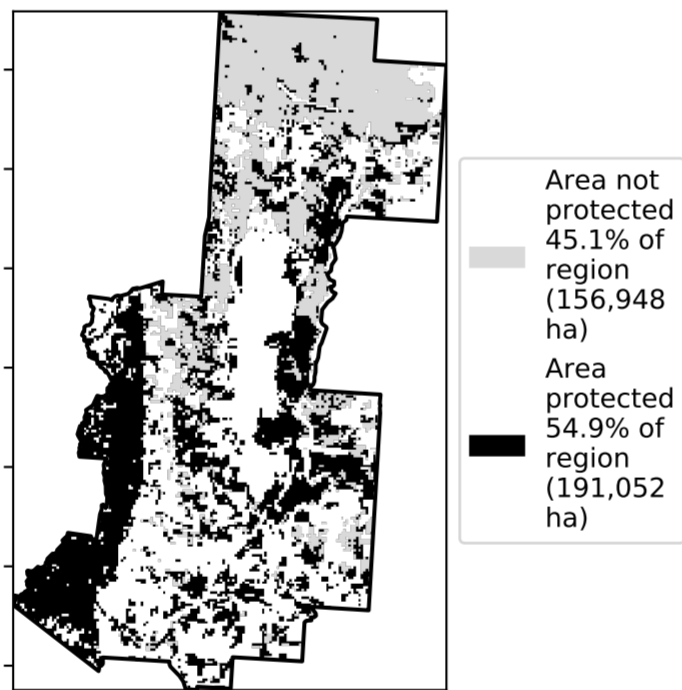 Area not
protected
45.1% of
region
(156,948
ha)
Area
protected
54.9% of
region
(191,052
ha)